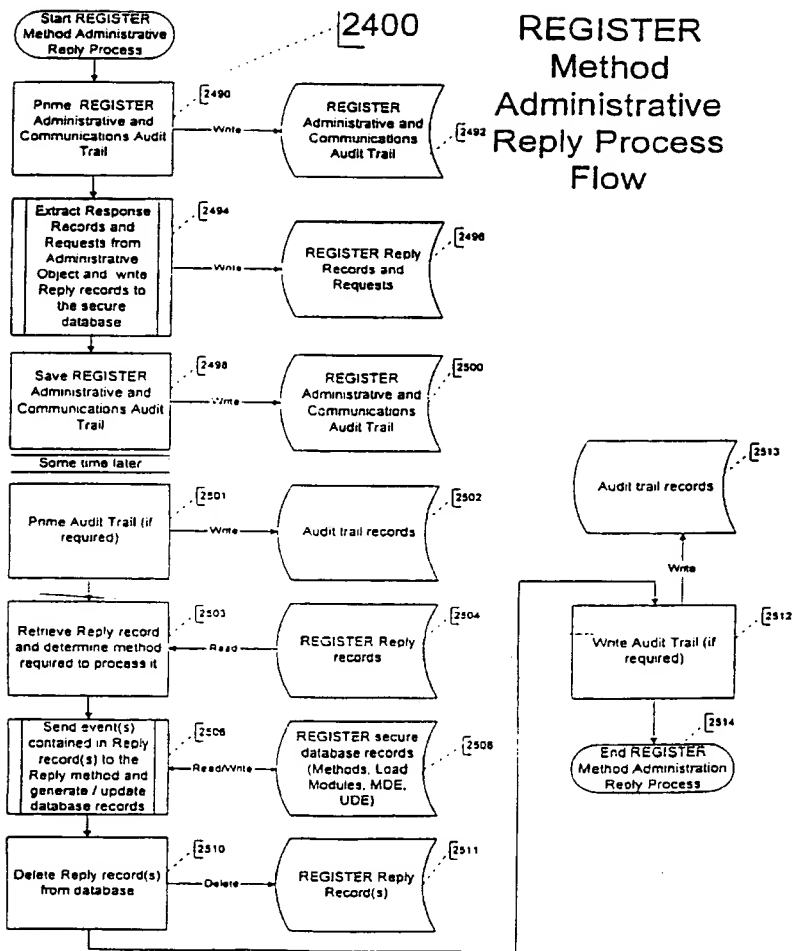 Start REGISTER
Method Administrative
Reply Process
2400
REGISTER
Method
Administrative
Reply Process
Flow
2490
Prime REGISTER
Administrative and
Communications Audit
Trail
Write
REGISTER
Administrative and
Communications Audit
Trail
2492
2494
Extract Response
Records and
Requests from
Administrative
Object and write
Reply records to
the secure
database
Write
REGISTER Reply
Records and
Requests
2496
2498
Save REGISTER
Administrative and
Communications Audit
Trail
Write
REGISTER
Administrative and
Communications Audit
Trail
2500
Some time later
2501
Prime Audit Trail (if
required)
Write
Audit trail records
2502
2503
Retrieve Reply record
and determine method
required to process it
Read
REGISTER Reply
records
2504
Send event(s)
contained in Reply
record(s) to the
Reply method and
generate / update
database records
2506
Read/Write
REGISTER secure
database records
(Methods, Load
Modules, MDE,
UDE)
2508
2510
Delete Reply record(s)
from database
Delete
REGISTER Reply
Record(s)
2511
2513
Audit trail records
Write
2512
Write Audit Trail (if
required)
2514
End REGISTER
Method Administration
Reply Process